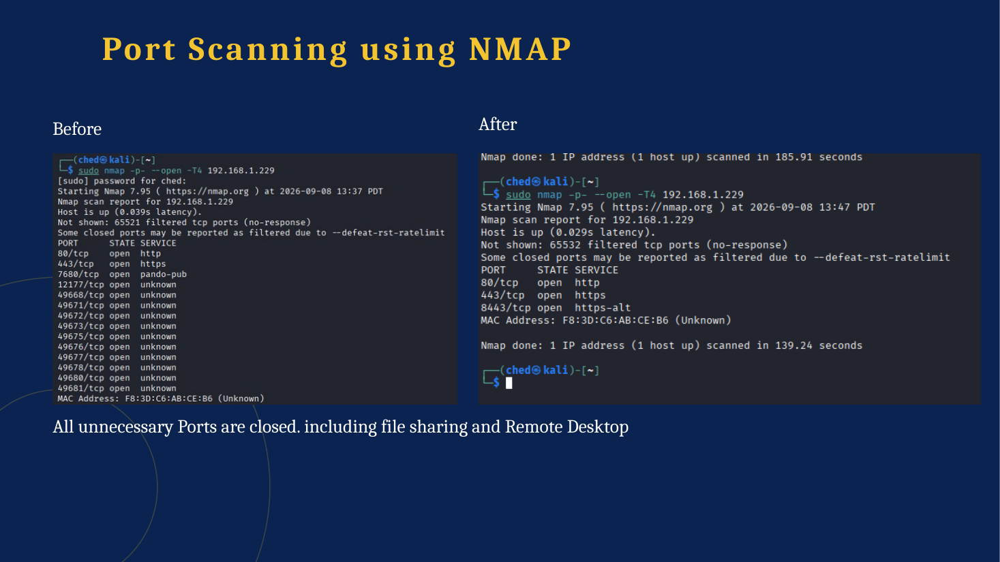 Port Scanning using NMAP
Before
┌──(ched㉿kali)-[~]
└─$ sudo nmap -p- --open -T4 192.168.1.229
[sudo] password for ched:
Starting Nmap 7.95 ( https://nmap.org ) at 2026-09-08 13:37 PDT
Nmap scan report for 192.168.1.229
Host is up (0.039s latency).
Not shown: 65521 filtered tcp ports (no-response)
Some closed ports may be reported as filtered due to --defeat-rst-ratelimit
PORT      STATE SERVICE
80/tcp    open  http
443/tcp   open  https
7680/tcp  open  pando-pub
12177/tcp open  unknown
49668/tcp open  unknown
49671/tcp open  unknown
49672/tcp open  unknown
49673/tcp open  unknown
49675/tcp open  unknown
49676/tcp open  unknown
49677/tcp open  unknown
49678/tcp open  unknown
49680/tcp open  unknown
49681/tcp open  unknown
MAC Address: F8:3D:C6:AB:CE:B6 (Unknown)
After
Nmap done: 1 IP address (1 host up) scanned in 185.91 seconds
┌──(ched㉿kali)-[~]
└─$ sudo nmap -p- --open -T4 192.168.1.229
Starting Nmap 7.95 ( https://nmap.org ) at 2026-09-08 13:47 PDT
Nmap scan report for 192.168.1.229
Host is up (0.029s latency).
Not shown: 65532 filtered tcp ports (no-response)
Some closed ports may be reported as filtered due to --defeat-rst-ratelimit
PORT     STATE SERVICE
80/tcp   open  http
443/tcp  open  https
8443/tcp open  https-alt
MAC Address: F8:3D:C6:AB:CE:B6 (Unknown)
Nmap done: 1 IP address (1 host up) scanned in 139.24 seconds
┌──(ched㉿kali)-[~]
└─$
All unnecessary Ports are closed. including file sharing and Remote Desktop